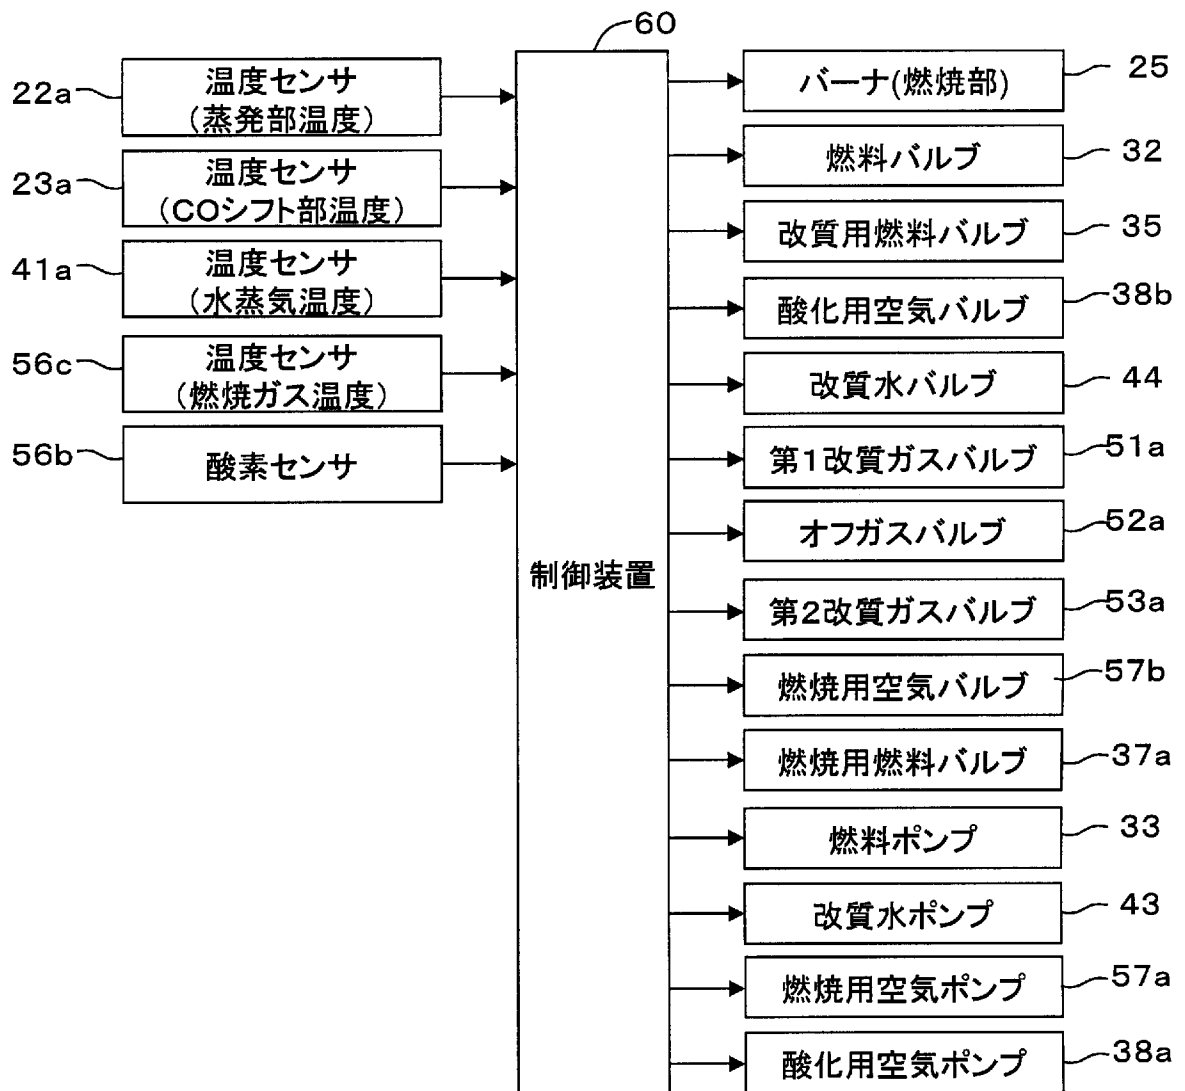 60
22a
温度センサ
（蒸発部温度）
23a
温度センサ
（COシフト部温度）
41a
温度センサ
（水蒸気温度）
56c
温度センサ
（燃焼ガス温度）
56b
酸素センサ
制御装置
バーナ(燃焼部)
25
燃料バルブ
32
改質用燃料バルブ
35
酸化用空気バルブ
38b
改質水バルブ
44
第1改質ガスバルブ
51a
オフガスバルブ
52a
第2改質ガスバルブ
53a
燃焼用空気バルブ
57b
燃焼用燃料バルブ
37a
燃料ポンプ
33
改質水ポンプ
43
燃焼用空気ポンプ
57a
酸化用空気ポンプ
38a